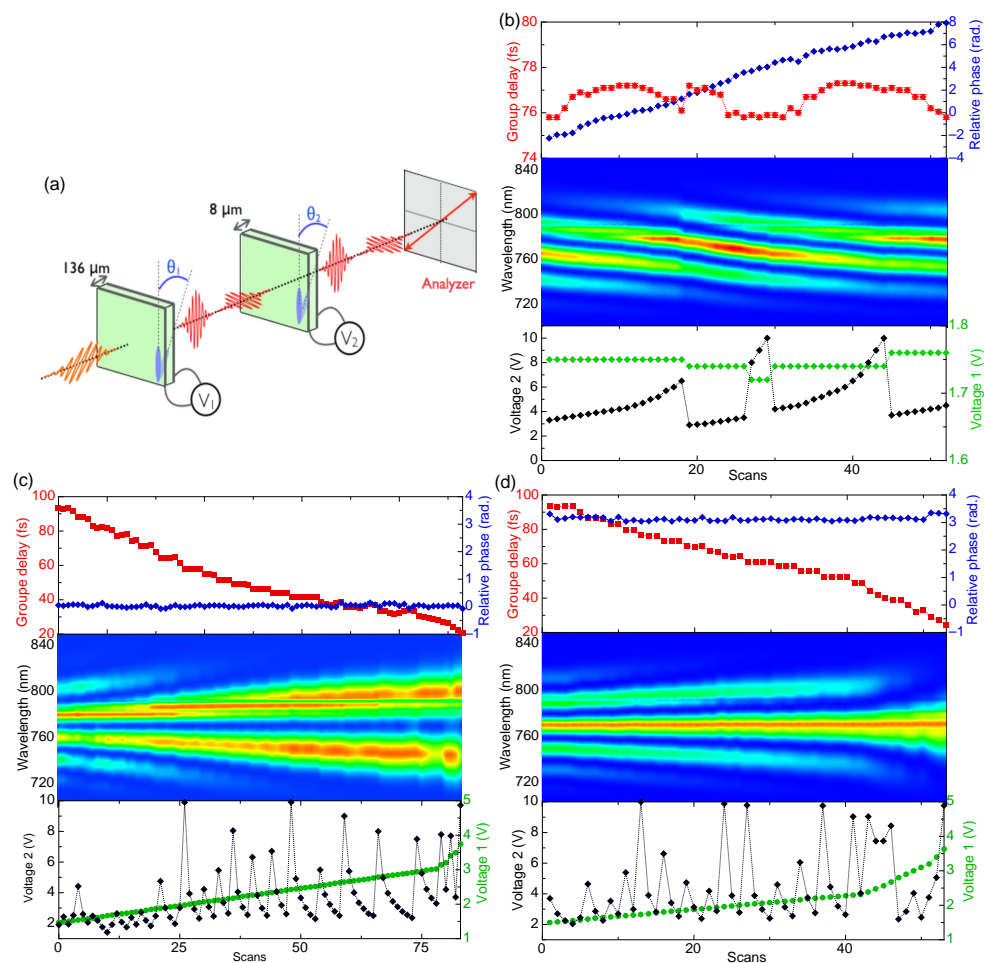 (a)
136 µm
θ1
V1
8 µm
θ2
V2
Analyzer
(b)
Group delay (fs)
80
78
76
74
Relative phase (rad.)
8
6
4
2
0
−2
−4
Wavelength (nm)
840
800
760
720
Voltage 2 (V)
10
8
6
4
2
0
Voltage 1 (V)
1.8
1.7
1.6
0
20
40
Scans
(c)
Groupe delay (fs)
100
80
60
40
20
Relative phase (rad.)
4
3
2
1
0
−1
Wavelength (nm)
840
800
760
720
Voltage 2 (V)
10
8
6
4
2
Voltage 1 (V)
5
4
3
2
1
0
25
50
75
Scans
(d)
Groupe delay (fs)
100
80
60
40
20
Relative phase (rad.)
4
3
2
1
0
−1
Wavelength (nm)
840
800
760
720
Voltage 2 (V)
10
8
6
4
2
Voltage 1 (V)
5
4
3
2
1
0
20
40
Scans